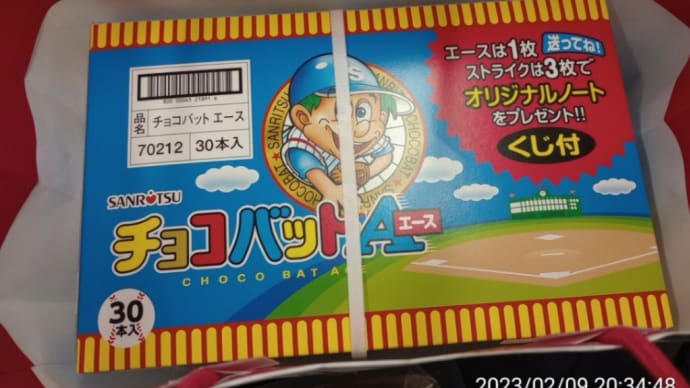 エースは1枚
送ってね!
ストライクは3枚で
オリジナルノート
をプレゼント!!
くじ付
品名
チョコバット エース
70212
30本入
SANRITSU
CHOCOBAT
S
SANRITSU
チョコバットA
エース
CHOCO BAT A
30
本入
2023/02/09 20:34:48